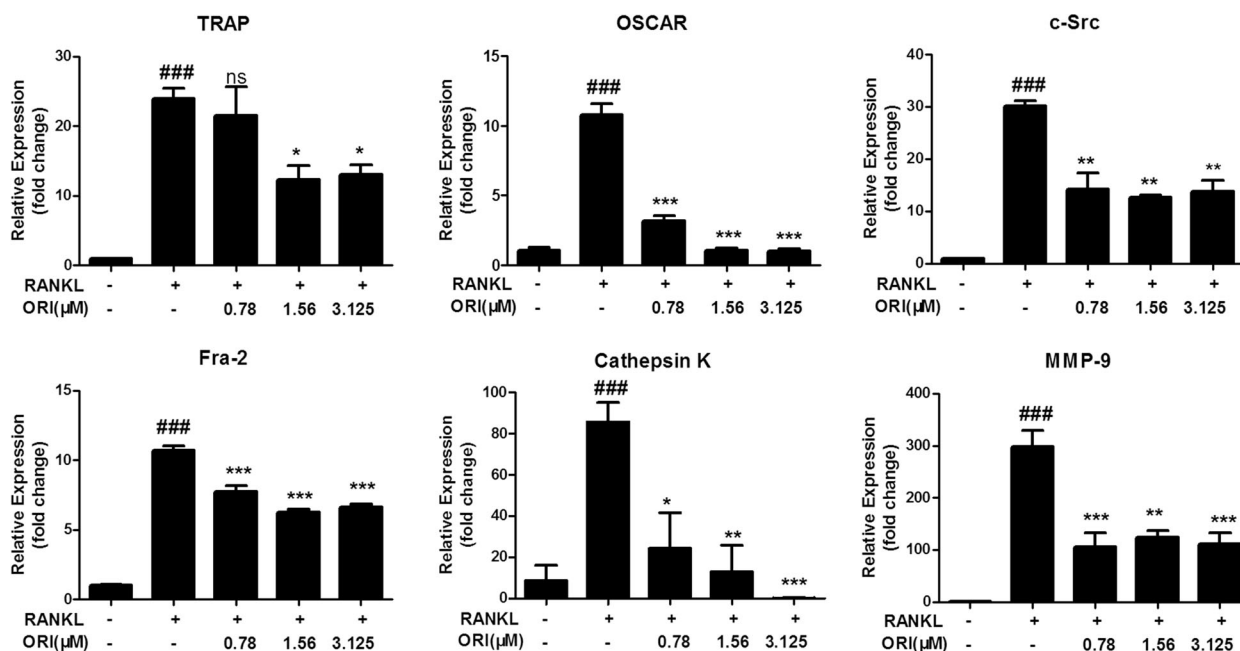 TRAP
Relative Expression
(fold change)
30
20
10
0
###
ns
*
*
RANKL - + + + +
ORI(μM) - - 0.78 1.56 3.125
OSCAR
Relative Expression
(fold change)
15
10
5
0
###
***
***
***
RANKL - + + + +
ORI(μM) - - 0.78 1.56 3.125
c-Src
Relative Expression
(fold change)
40
30
20
10
0
###
**
**
**
RANKL - + + + +
ORI(μM) - - 0.78 1.56 3.125
Fra-2
Relative Expression
(fold change)
15
10
5
0
###
***
***
***
RANKL - + + + +
ORI(μM) - - 0.78 1.56 3.125
Cathepsin K
Relative Expression
(fold change)
100
80
60
40
20
0
###
*
**
***
RANKL - + + + +
ORI(μM) - - 0.78 1.56 3.125
MMP-9
Relative Expression
(fold change)
400
300
200
100
0
###
***
**
***
RANKL - + + + +
ORI(μM) - - 0.78 1.56 3.125